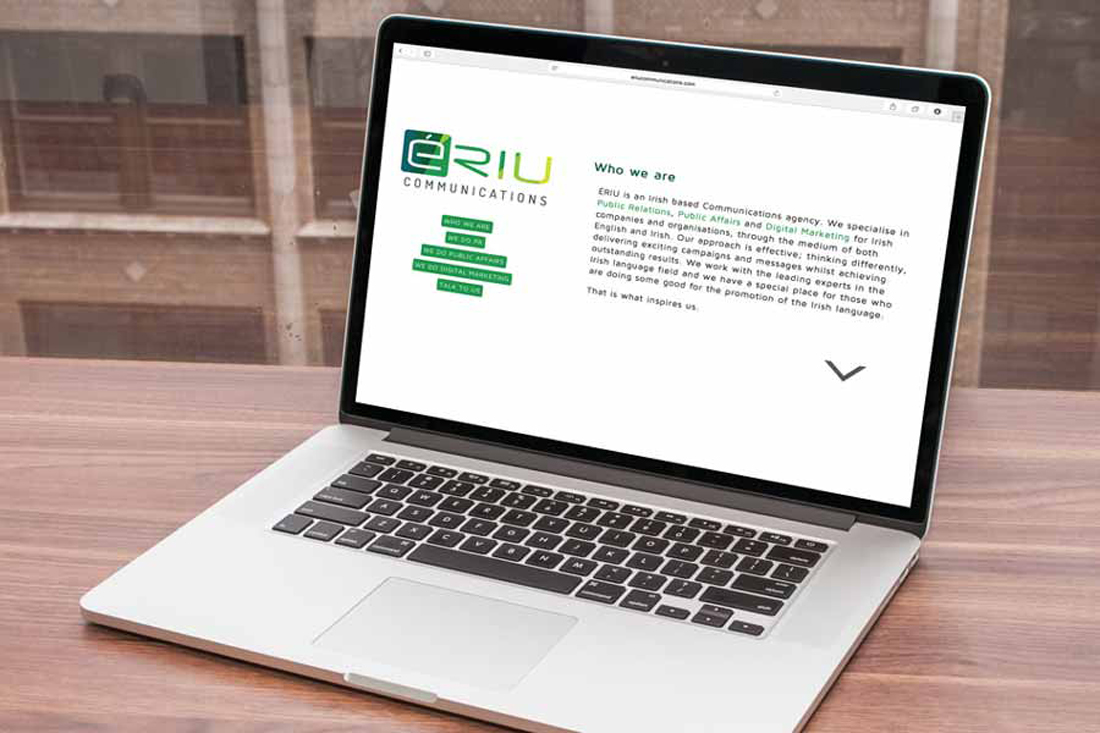 eriucommunications.com
ÉRIU
COMMUNICATIONS
WHO WE ARE
WE DO PR
WE DO PUBLIC AFFAIRS
WE DO DIGITAL MARKETING
TALK TO US
Who we are
ÉRIU is an Irish based Communications agency. We specialise in
Public Relations, Public Affairs and Digital Marketing for Irish
companies and organisations, through the medium of both
English and Irish. Our approach is effective; thinking differently,
delivering exciting campaigns and messages whilst achieving
outstanding results. We work with the leading experts in the
Irish language field and we have a special place for those who
are doing some good for the promotion of the Irish language.
That is what inspires us.